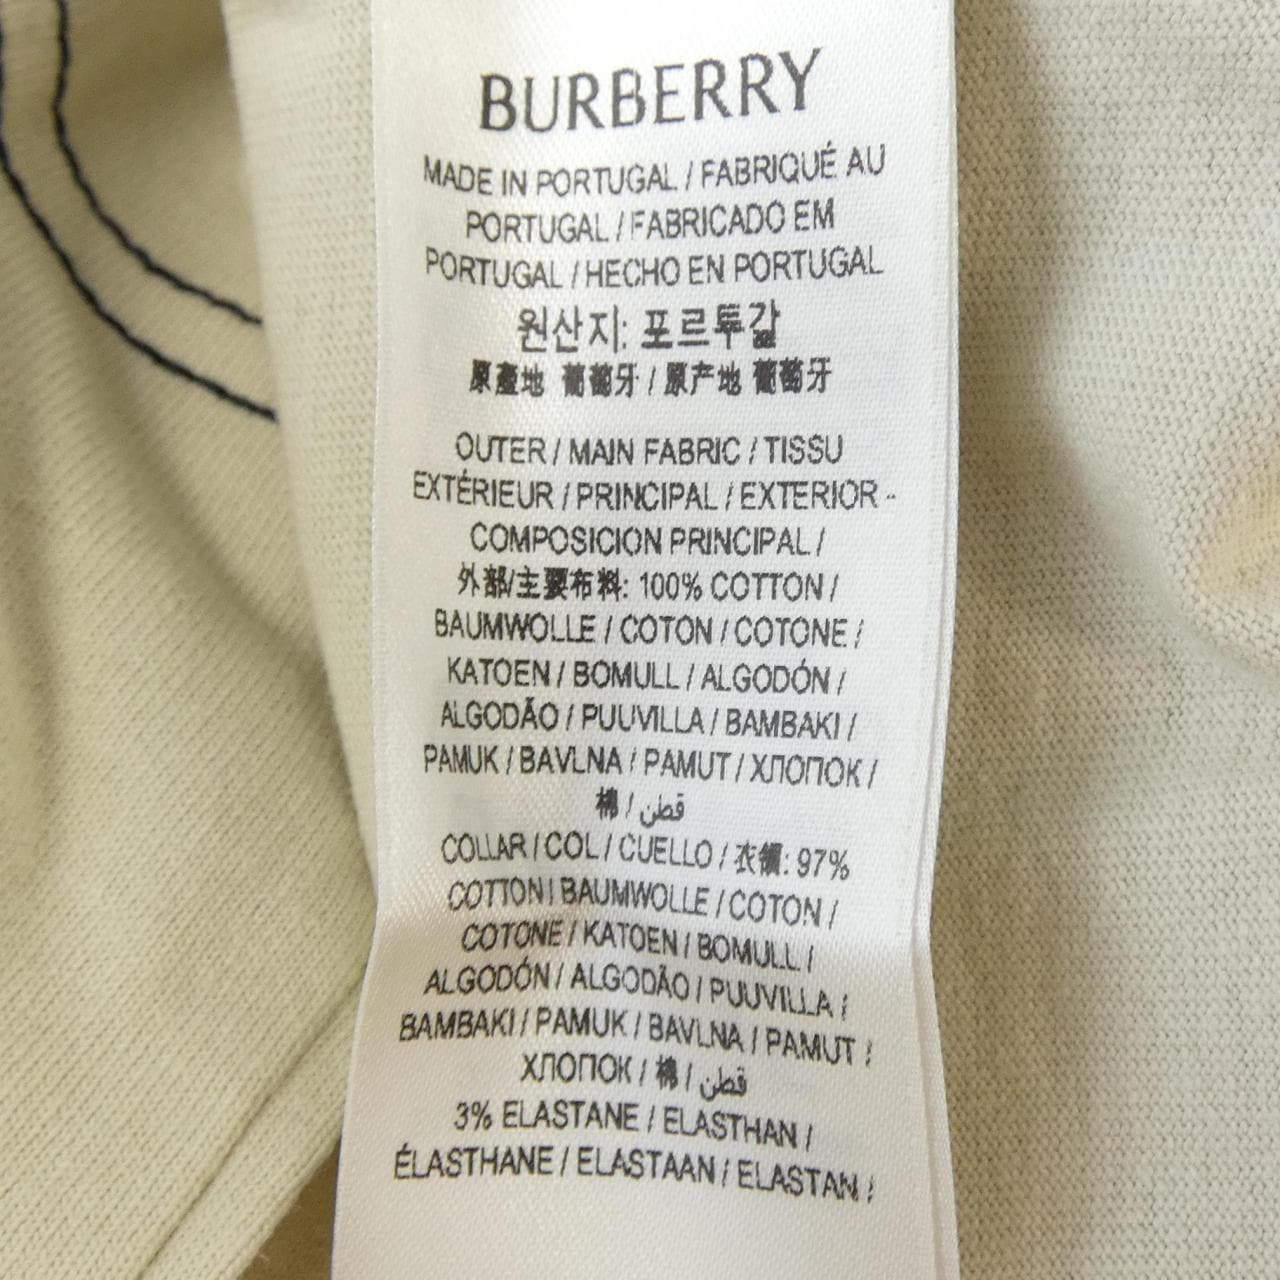 BURBERRY
MADE IN PORTUGAL / FABRIQUÉ AU
PORTUGAL / FABRICADO EM
PORTUGAL / HECHO EN PORTUGAL
원산지: 포르투갈
原產地 葡萄牙 / 原产地 葡萄牙
OUTER / MAIN FABRIC / TISSU
EXTÉRIEUR / PRINCIPAL / EXTERIOR -
COMPOSICION PRINCIPAL /
外部/主要布料: 100% COTTON /
BAUMWOLLE / COTON / COTONE /
KATOEN / BOMULL / ALGODÓN /
ALGODÃO / PUUVILLA / BAMBAKI /
PAMUK / BAVLNA / PAMUT / ХЛОПОК /
棉 / قطن
COLLAR / COL / CUELLO / 衣領: 97%
COTTON / BAUMWOLLE / COTON /
COTONE / KATOEN / BOMULL /
ALGODÓN / ALGODÃO / PUUVILLA /
BAMBAKI / PAMUK / BAVLNA / PAMUT /
ХЛОПОК / 棉 / قطن
3% ELASTANE / ELASTHAN /
ÉLASTHANE / ELASTAAN / ELASTAN /